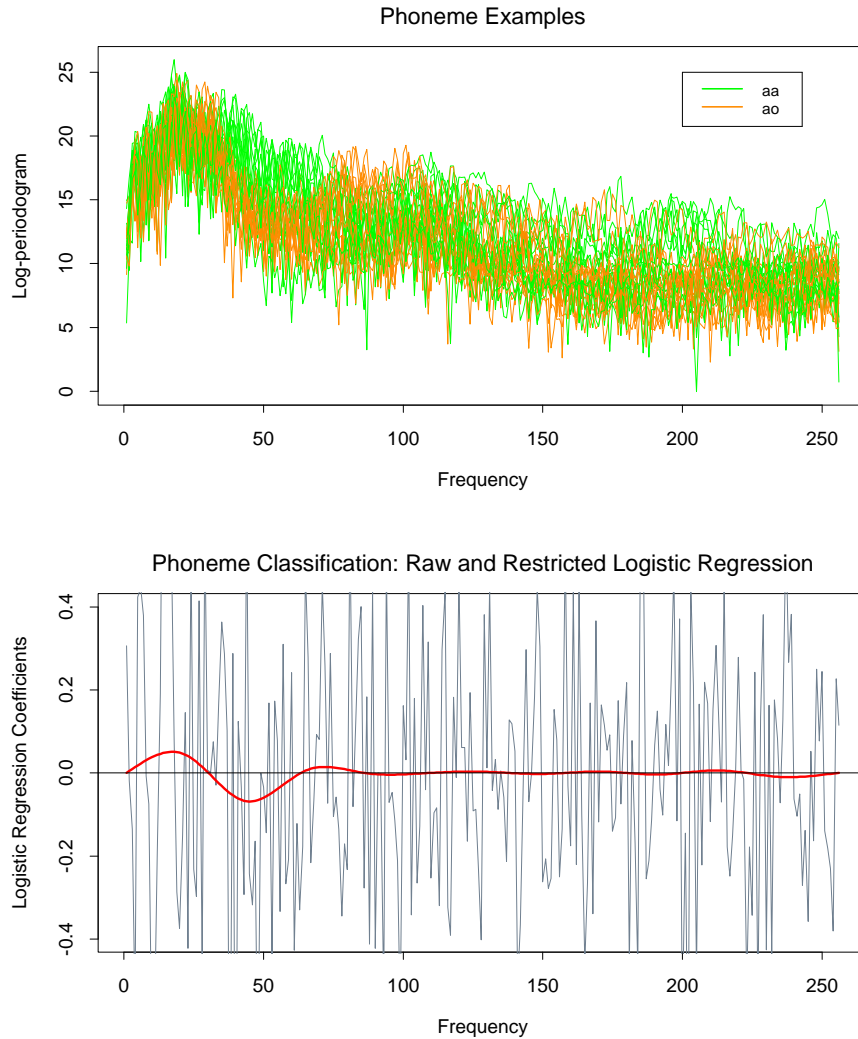 Phoneme Examples
25
20
15
10
5
0
Log-periodogram
aa
ao
0 50 100 150 200 250
Frequency
Phoneme Classification: Raw and Restricted Logistic Regression
0.4
0.2
0.0
-0.2
-0.4
Logistic Regression Coefficients
0 50 100 150 200 250
Frequency